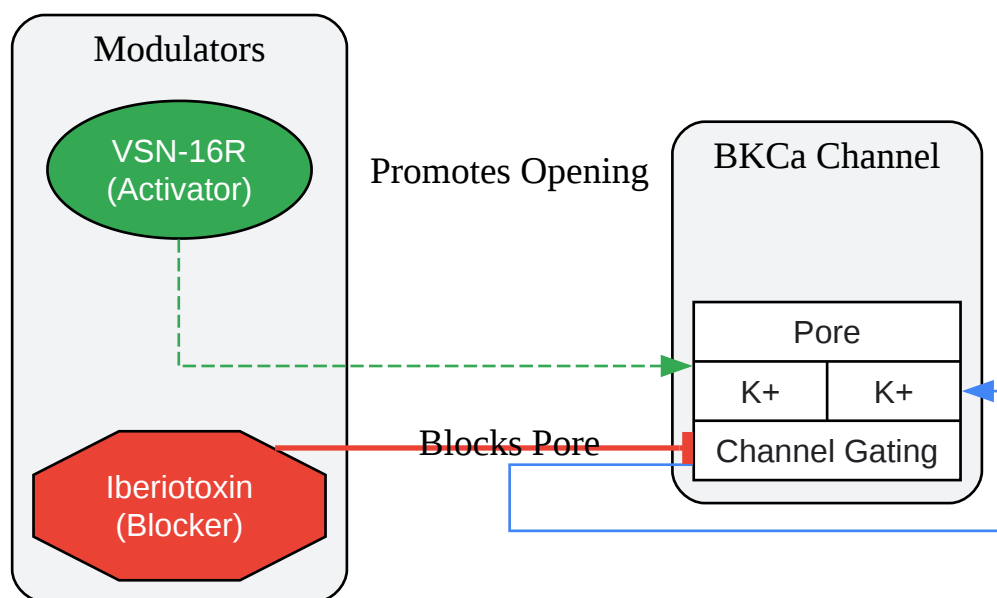 Modulators
VSN-16R
(Activator)
Promotes Opening
BKCa Channel
Pore
K+
K+
Blocks Pore
Channel Gating
Iberiotoxin
(Blocker)